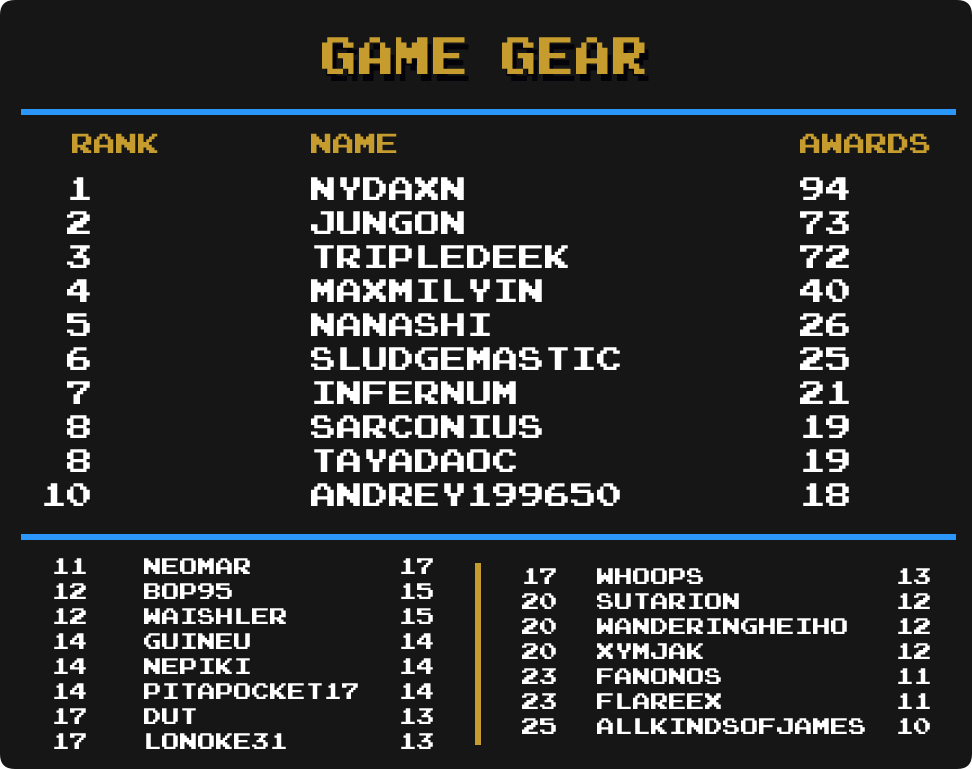 GAME GEAR
RANK NAME AWARDS
1 NYDAXN 94
2 JUNGON 73
3 TRIPLEDEEK 72
4 MAXMILYIN 40
5 NANASHI 26
6 SLUDGEMASTIC 25
7 INFERNUM 21
8 SARCONIUS 19
8 TAYADAOC 19
10 ANDREY199650 18
11 NEOMAR 17
12 BOP95 15
12 WAISHLER 15
14 GUINEU 14
14 NEPIKI 14
14 PITAPOCKET17 14
17 DUT 13
17 LONOKE31 13
17 WHOOPS 13
20 SUTARION 12
20 WANDERINGHEIHO 12
20 XYMJAK 12
23 FANONOS 11
23 FLAREEX 11
25 ALLKINDSOFJAMES 10